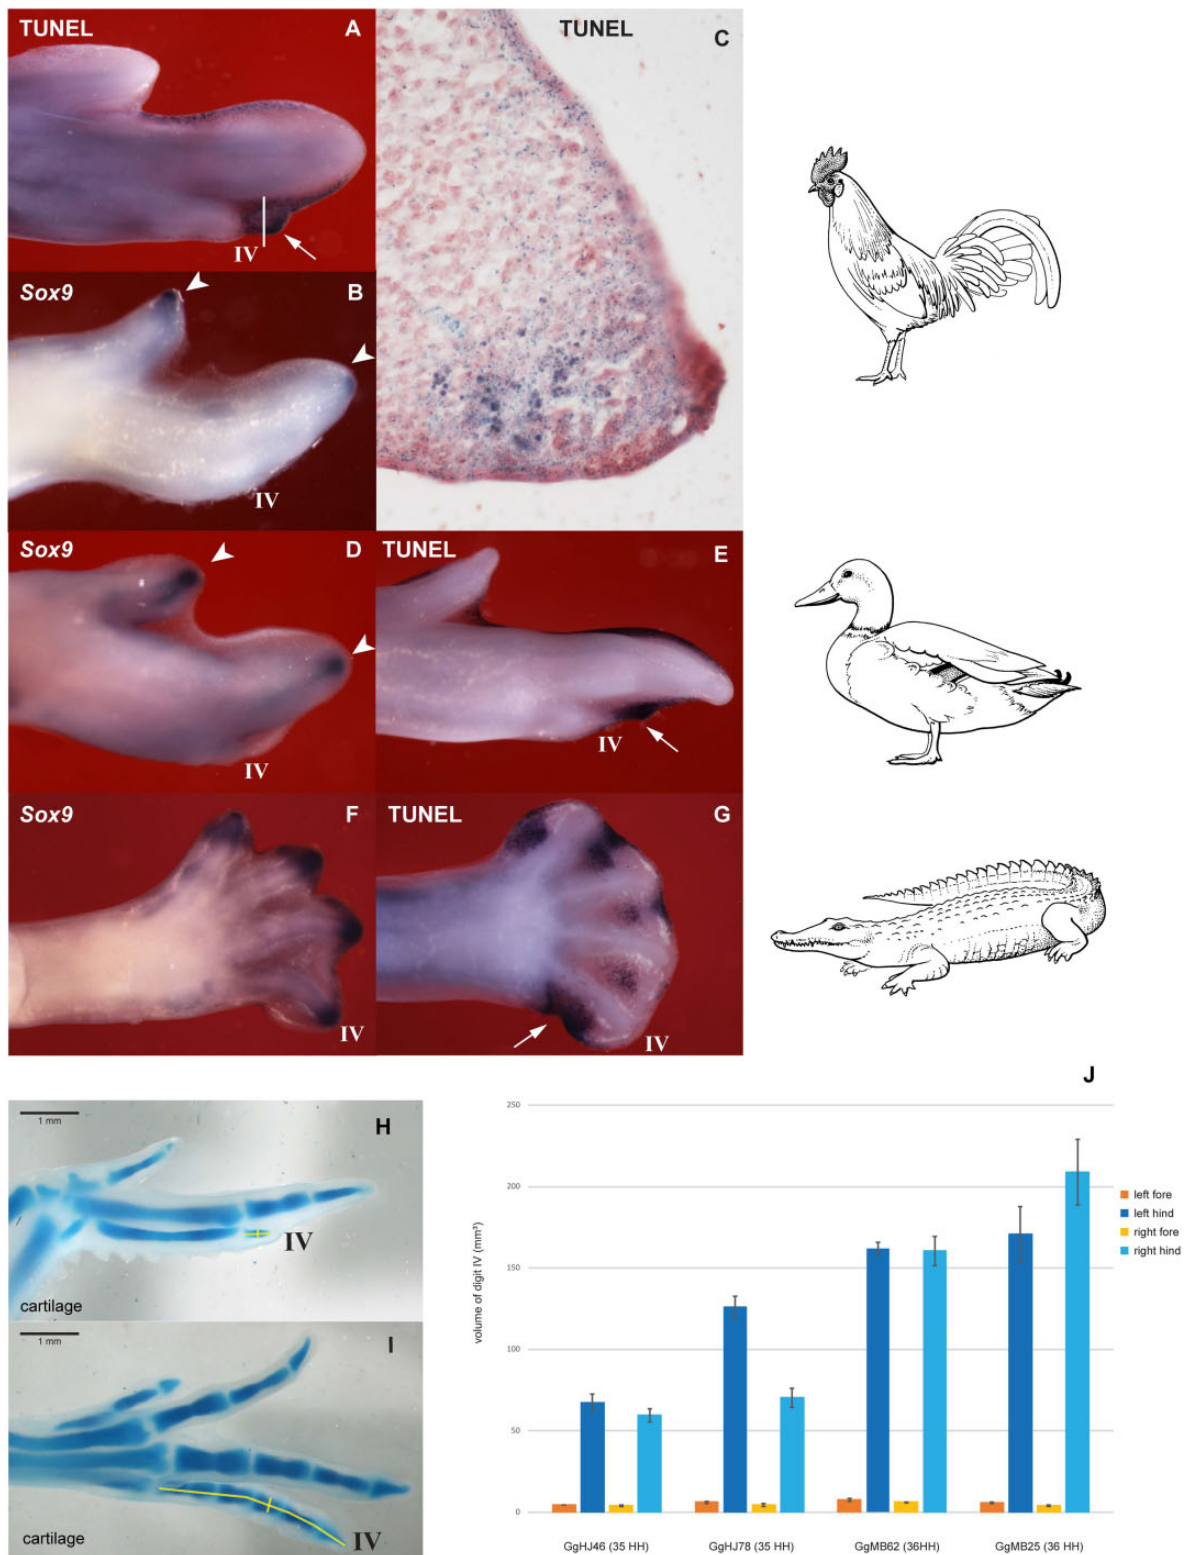 TUNEL A
IV
Sox9 B
IV
TUNEL C
Sox9 D
IV
TUNEL E
IV
Sox9 F
IV
TUNEL G
IV
1 mm
H
IV
cartilage
1 mm
I
IV
cartilage
J
volume of digit IV (mm³)
250
200
150
100
50
0
GgHJ46 (35 HH) GgHJ78 (35 HH) GgMB62 (36HH) GgMB25 (36 HH)
left fore
left hind
right fore
right hind